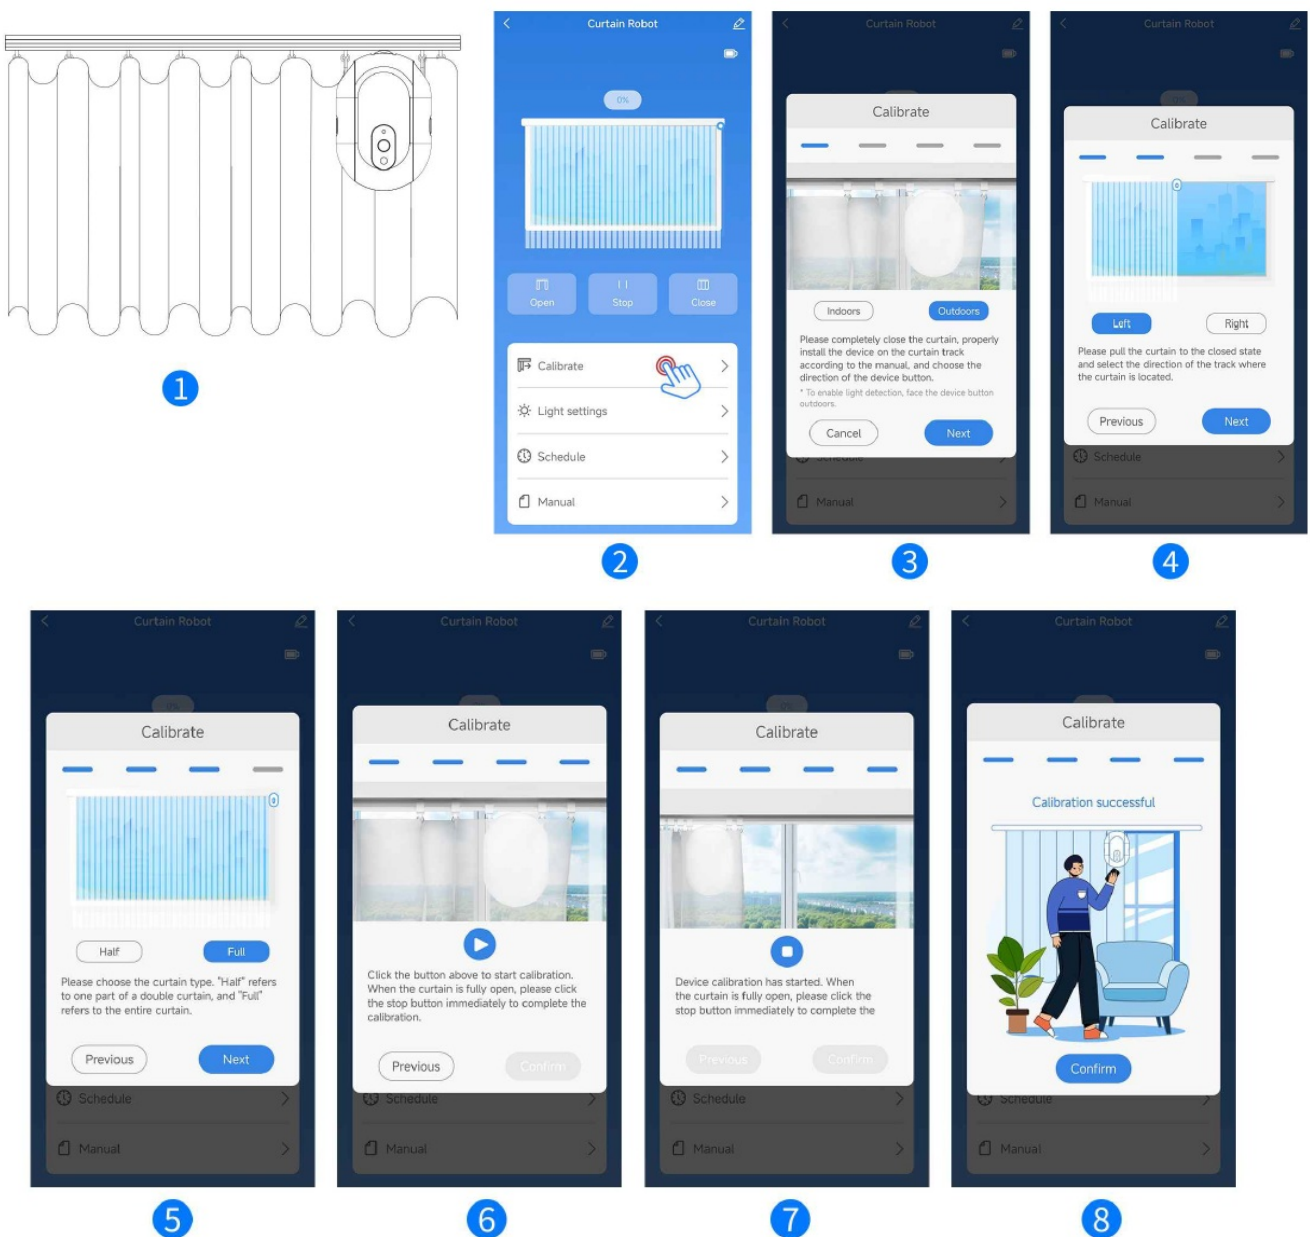 1
Curtain Robot
0%
Open
Stop
Close
Calibrate
Light settings
Schedule
Manual
2
Curtain Robot
Calibrate
Indoors
Outdoors
Please completely close the curtain, properly
install the device on the curtain track
according to the manual, and choose the
direction of the device button.
* To enable light detection, face the device button
outdoors.
Cancel
Next
Schedule
Manual
3
Curtain Robot
Calibrate
Left
Right
Please pull the curtain to the closed state
and select the direction of the track where
the curtain is located.
Previous
Next
Schedule
Manual
4
Curtain Robot
0%
Calibrate
Half
Full
Please choose the curtain type. "Half" refers
to one part of a double curtain, and "Full"
refers to the entire curtain.
Previous
Next
Schedule
Manual
5
Curtain Robot
Calibrate
Click the button above to start calibration.
When the curtain is fully open, please click
the stop button immediately to complete the
calibration.
Previous
Confirm
Schedule
Manual
6
Curtain Robot
0%
Calibrate
Device calibration has started. When
the curtain is fully open, please click the
stop button immediately to complete the
Previous
Confirm
Schedule
Manual
7
Curtain Robot
Calibrate
Calibration successful
Confirm
Schedule
Manual
8